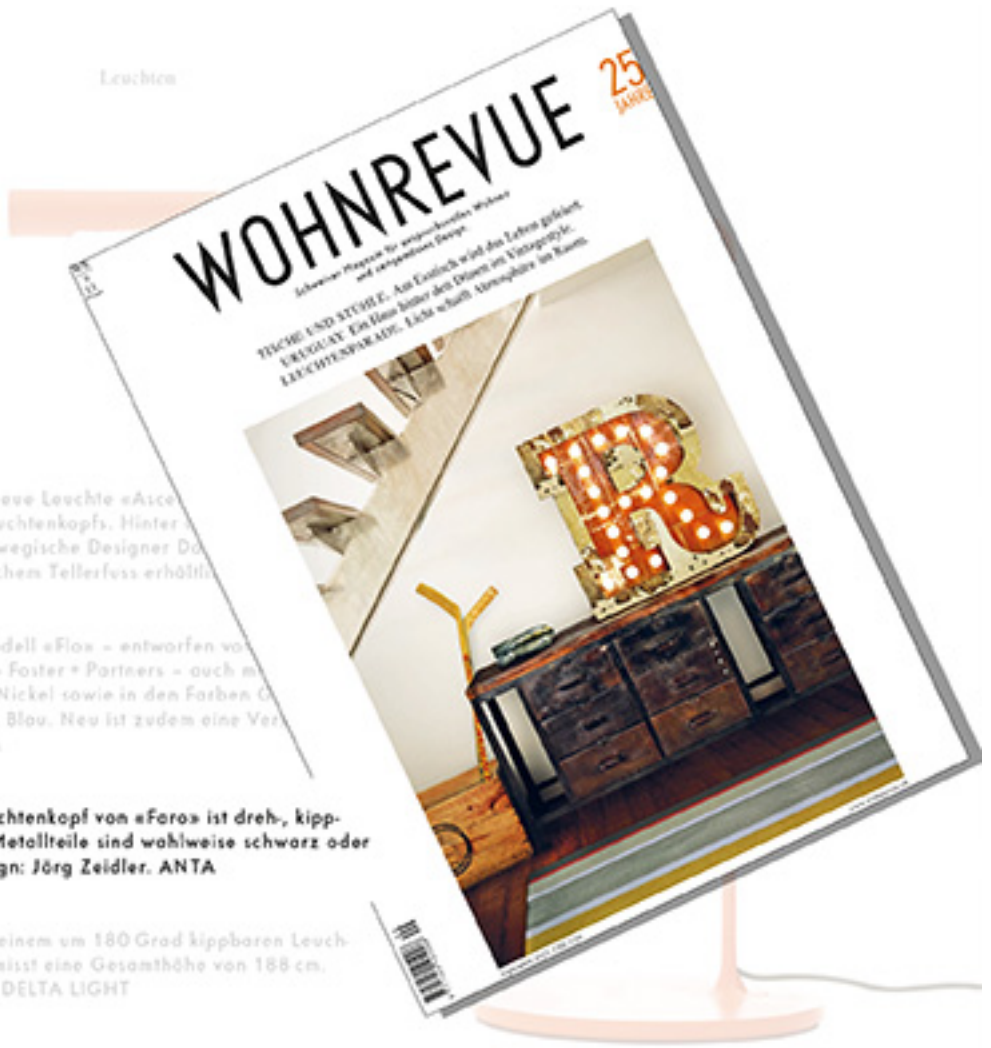 Leuchten
25
JAHRE
WOHNREVUE
Schweizer Magazin für anspruchsvolles Wohnen
und zeitgemässes Design
TISCHE UND STÜHLE. Am Esstisch wird das Leben gefeiert.
URUGUAY. Ein Haus hinter den Dünen im Vintagestyle.
LEUCHTENPARADE. Licht schafft Atmosphäre im Raum.
R
eue Leuchte «Asce
uchtenkopfs. Hinter
wegische Designer Da
chem Tellerfuss erhältli
dell «Flo» – entworfen vo
Foster + Partners – auch m
Nickel sowie in den Farben G
Blau. Neu ist zudem eine Ver
chtenkopf von «Faro» ist dreh-, kipp-
Metallteile sind wahlweise schwarz oder
gn: Jörg Zeidler. ANTA
einem um 180 Grad kippbaren Leuch-
misst eine Gesamthöhe von 188 cm.
DELTA LIGHT